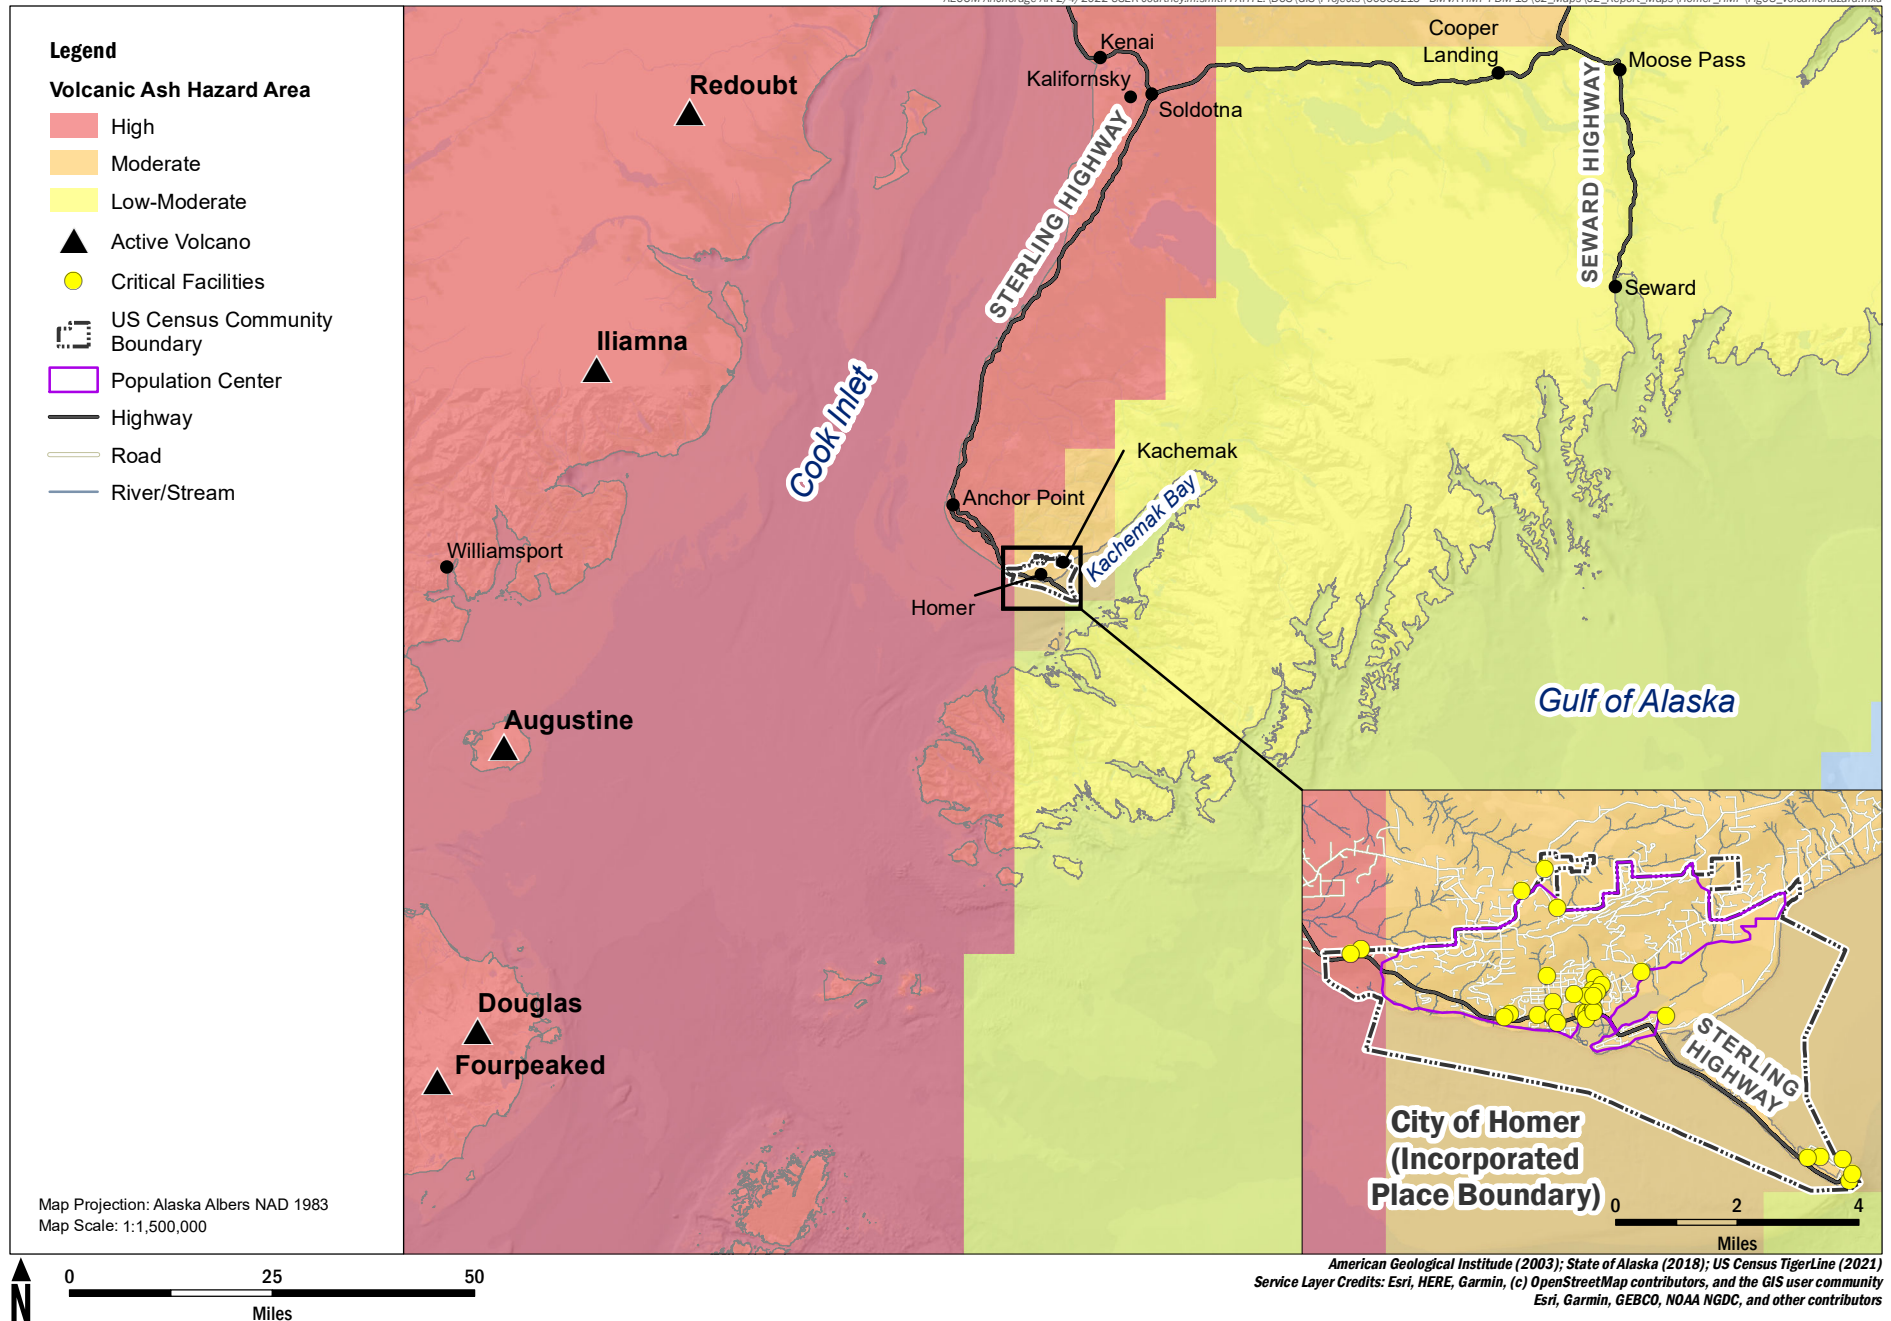 Legend
Volcanic Ash Hazard Area
High
Moderate
Low-Moderate
Active Volcano
Critical Facilities
US Census Community
Boundary
Population Center
Highway
Road
River/Stream
Map Projection: Alaska Albers NAD 1983
Map Scale: 1:1,500,000
N
0 25 50
Miles
Redoubt
Iliamna
Cook Inlet
Williamsport
Augustine
Douglas
Fourpeaked
Kenai
Kalifornsky
Soldotna
STERLING HIGHWAY
Cooper
Landing
Moose Pass
SEWARD HIGHWAY
Seward
Anchor Point
Kachemak
Kachemak Bay
Homer
Gulf of Alaska
STERLING
HIGHWAY
City of Homer
(Incorporated
Place Boundary)
0 2 4
Miles
American Geological Institude (2003); State of Alaska (2018); US Census TigerLine (2021)
Service Layer Credits: Esri, HERE, Garmin, (c) OpenStreetMap contributors, and the GIS user community
Esri, Garmin, GEBCO, NOAA NGDC, and other contributors